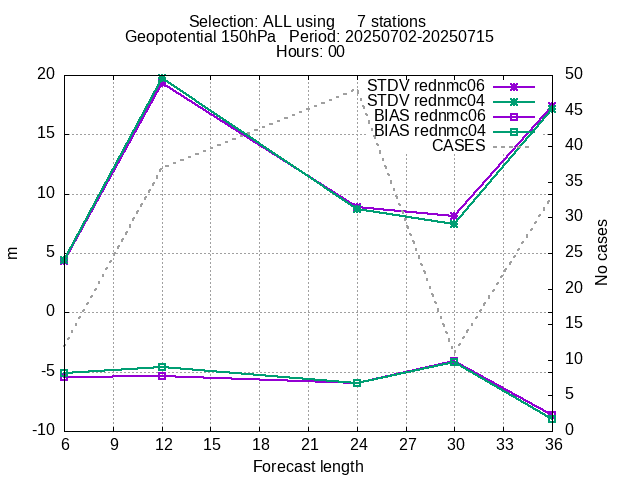 Selection: ALL using     7 stations
Geopotential 150hPa   Period: 20250702-20250715
Hours: 00
STDV rednmc06
STDV rednmc04
BIAS rednmc06
BIAS rednmc04
CASES
20
15
10
5
0
-5
-10
m
50
45
40
35
30
25
20
15
10
5
0
No cases
6 9 12 15 18 21 24 27 30 33 36
Forecast length